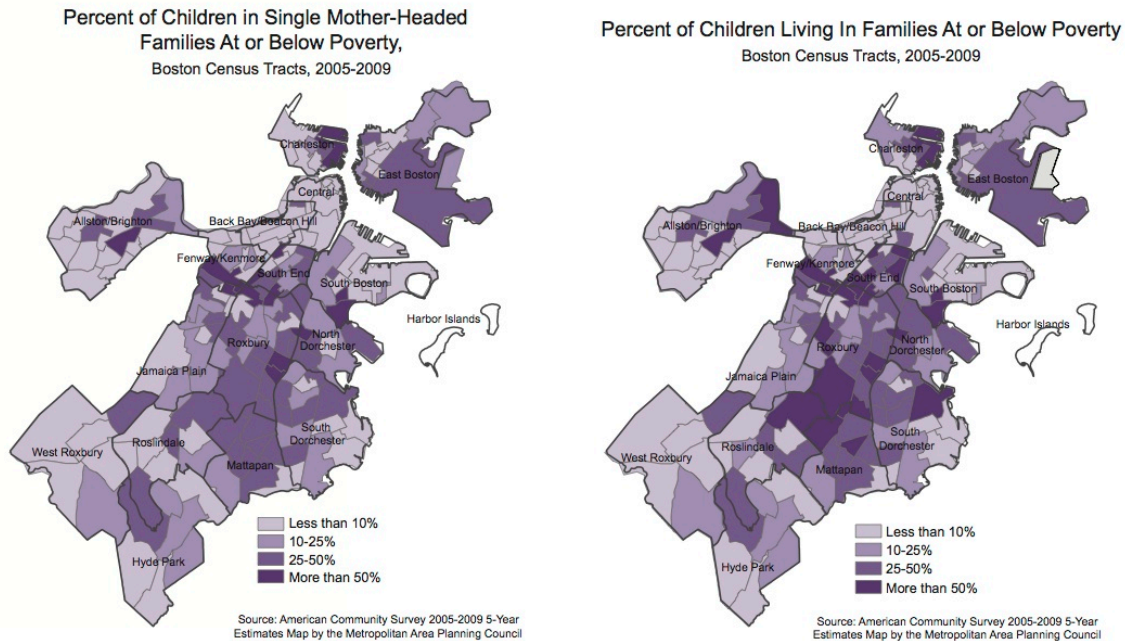 Percent of Children in Single Mother-Headed
Families At or Below Poverty,
Boston Census Tracts, 2005-2009
Charleston
East Boston
Central
Allston/Brighton
Back Bay/Beacon Hill
Fenway/Kenmore
South End
South Boston
Harbor Islands
North
Dorchester
Roxbury
Jamaica Plain
South
Dorchester
Roslindale
West Roxbury
Mattapan
Hyde Park
Less than 10%
10-25%
25-50%
More than 50%
Source: American Community Survey 2005-2009 5-Year
Estimates Map by the Metropolitan Area Planning Council
Percent of Children Living In Families At or Below Poverty
Boston Census Tracts, 2005-2009
Charleston
East Boston
Central
Allston/Brighton
Back Bay/Beacon Hill
Fenway/Kenmore
South End
South Boston
Harbor Islands
North
Dorchester
Roxbury
Jamaica Plain
South
Dorchester
Roslindale
West Roxbury
Mattapan
Hyde Park
Less than 10%
10-25%
25-50%
More than 50%
Source: American Community Survey 2005-2009 5-Year
Estimates Map by the Metropolitan Area Planning Council